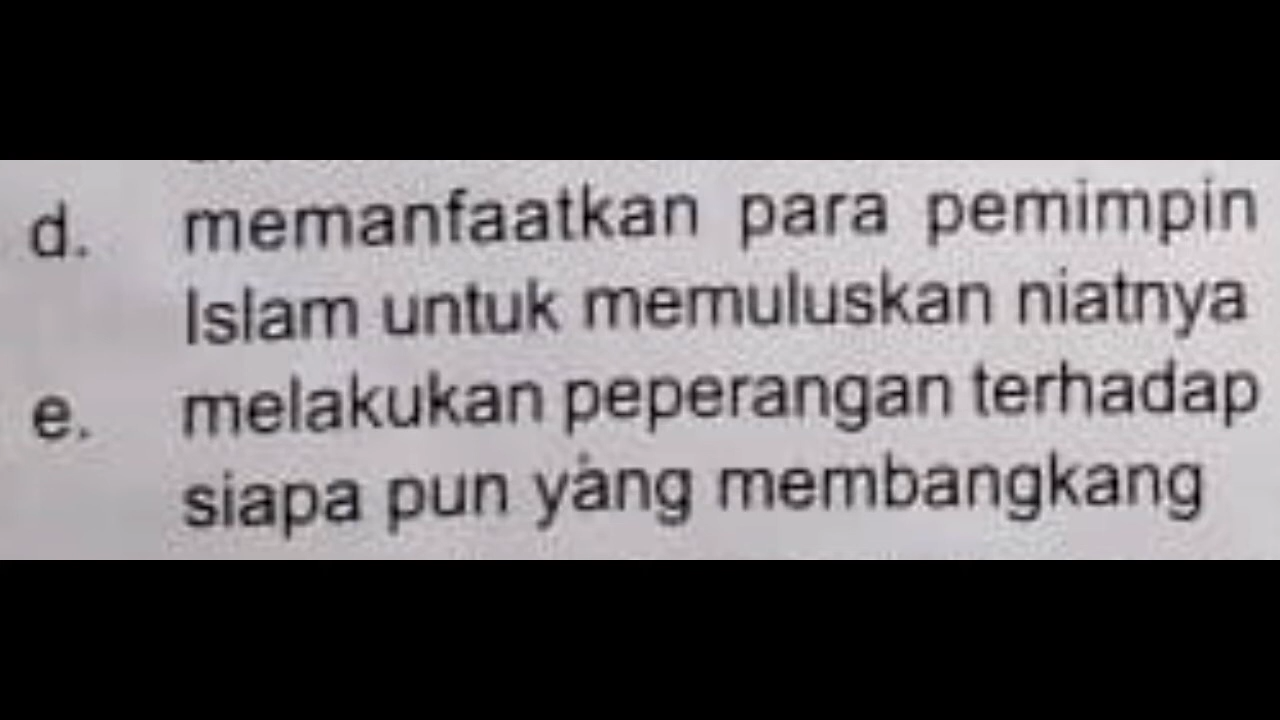 d. memanfaatkan para pemimpin
Islam untuk memuluskan niatnya
e. melakukan peperangan terhadap
siapa pun yang membangkang